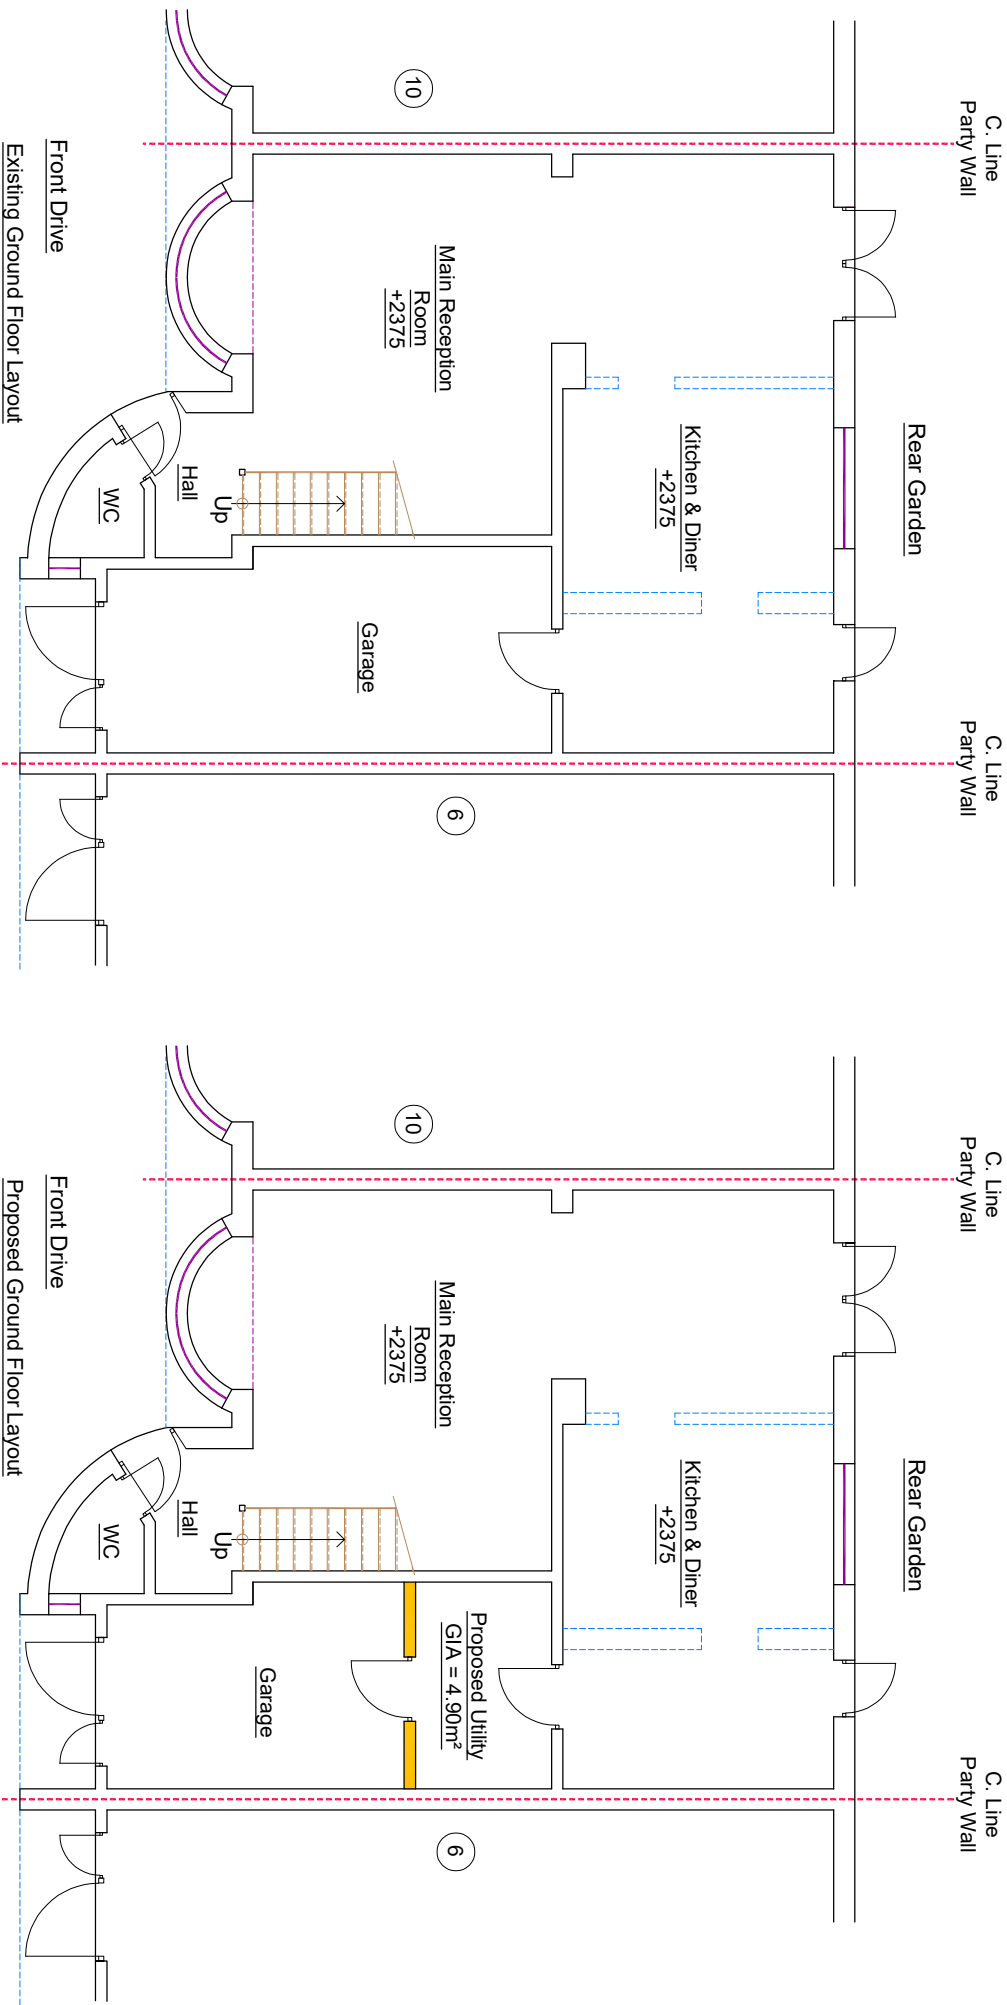 C. Line
Party Wall
Rear Garden
C. Line
Party Wall
10
Main Reception
Room
+2375
Kitchen & Diner
+2375
6
Garage
Up
Hall
WC
Front Drive
Existing Ground Floor Layout
C. Line
Party Wall
Rear Garden
C. Line
Party Wall
10
Main Reception
Room
+2375
Kitchen & Diner
+2375
Proposed Utility
GIA = 4.90m²
6
Garage
Up
Hall
WC
Front Drive
Proposed Ground Floor Layout